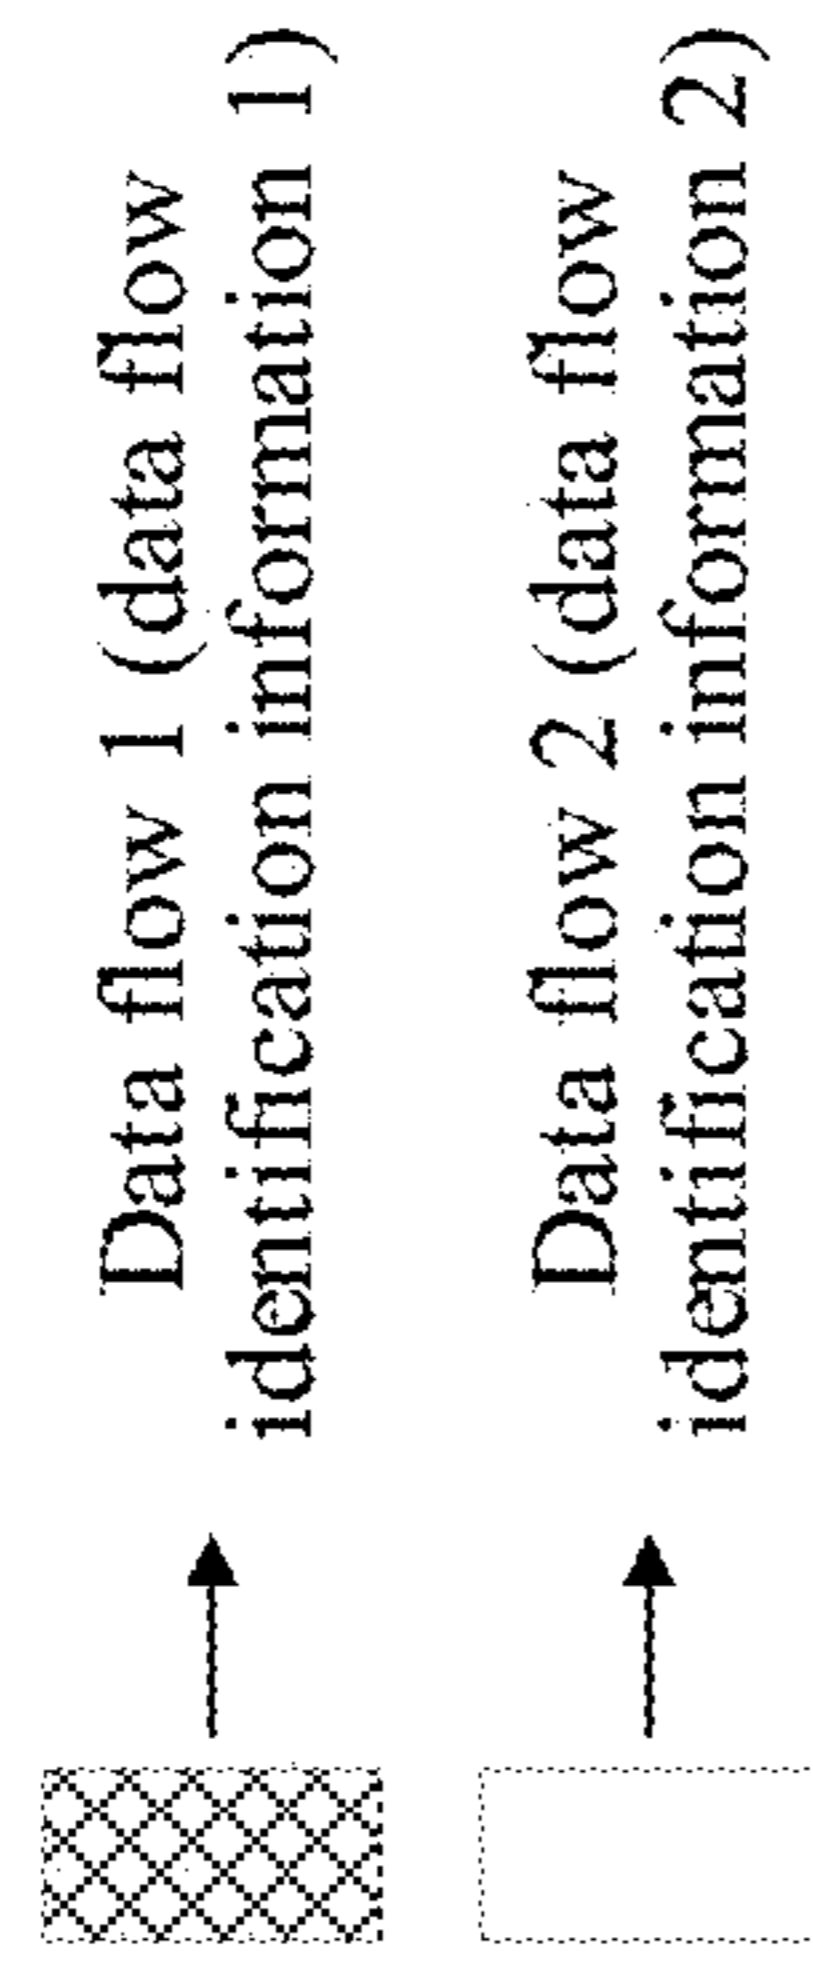 Data flow 1 (data flow
identification information 1)
Data flow 2 (data flow
identification information 2)